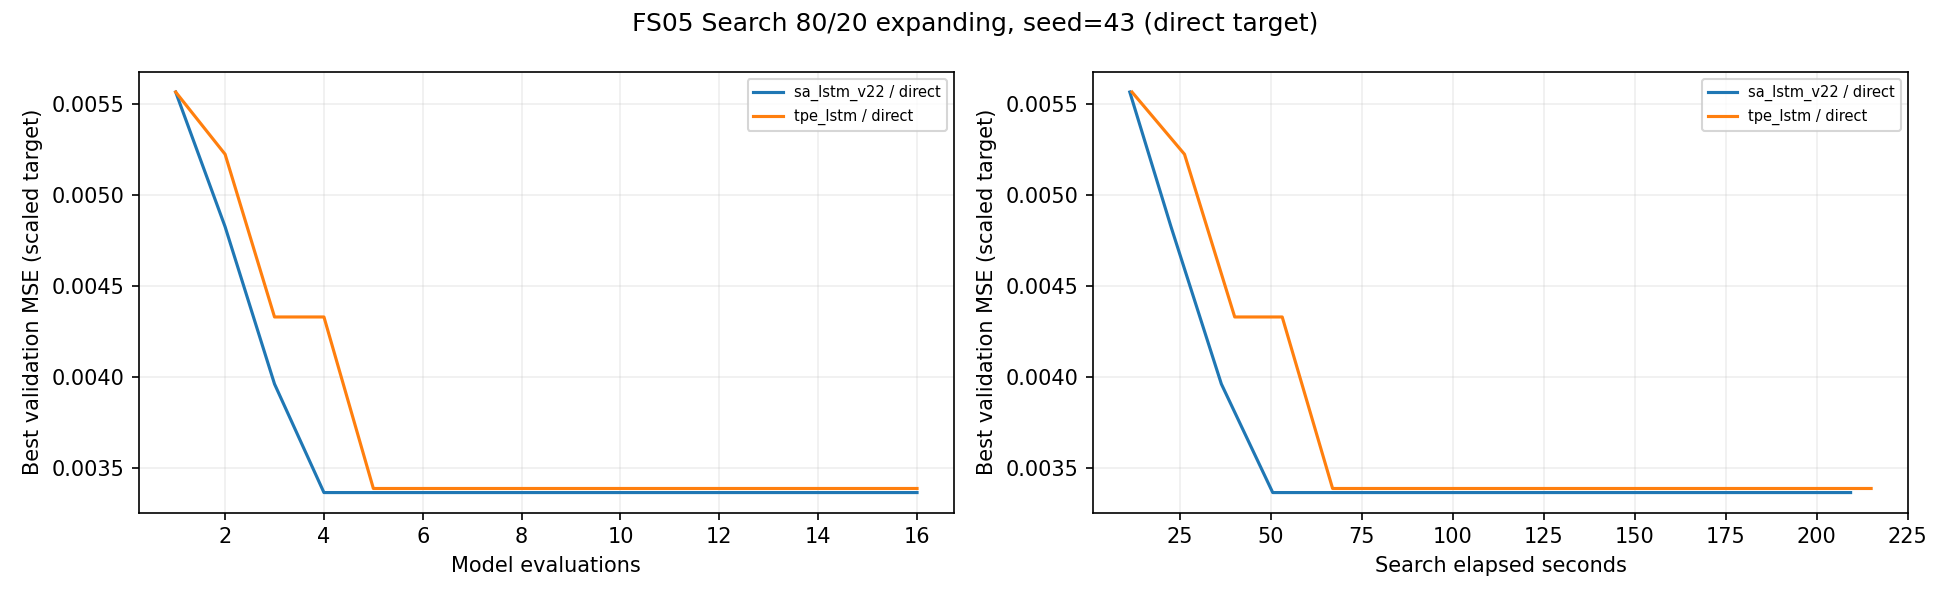 FS05 Search 80/20 expanding, seed=43 (direct target)
Best validation MSE (scaled target)
0.0055
0.0050
0.0045
0.0040
0.0035
sa_lstm_v22 / direct
tpe_lstm / direct
2 4 6 8 10 12 14 16
Model evaluations
Best validation MSE (scaled target)
0.0055
0.0050
0.0045
0.0040
0.0035
sa_lstm_v22 / direct
tpe_lstm / direct
25 50 75 100 125 150 175 200 225
Search elapsed seconds